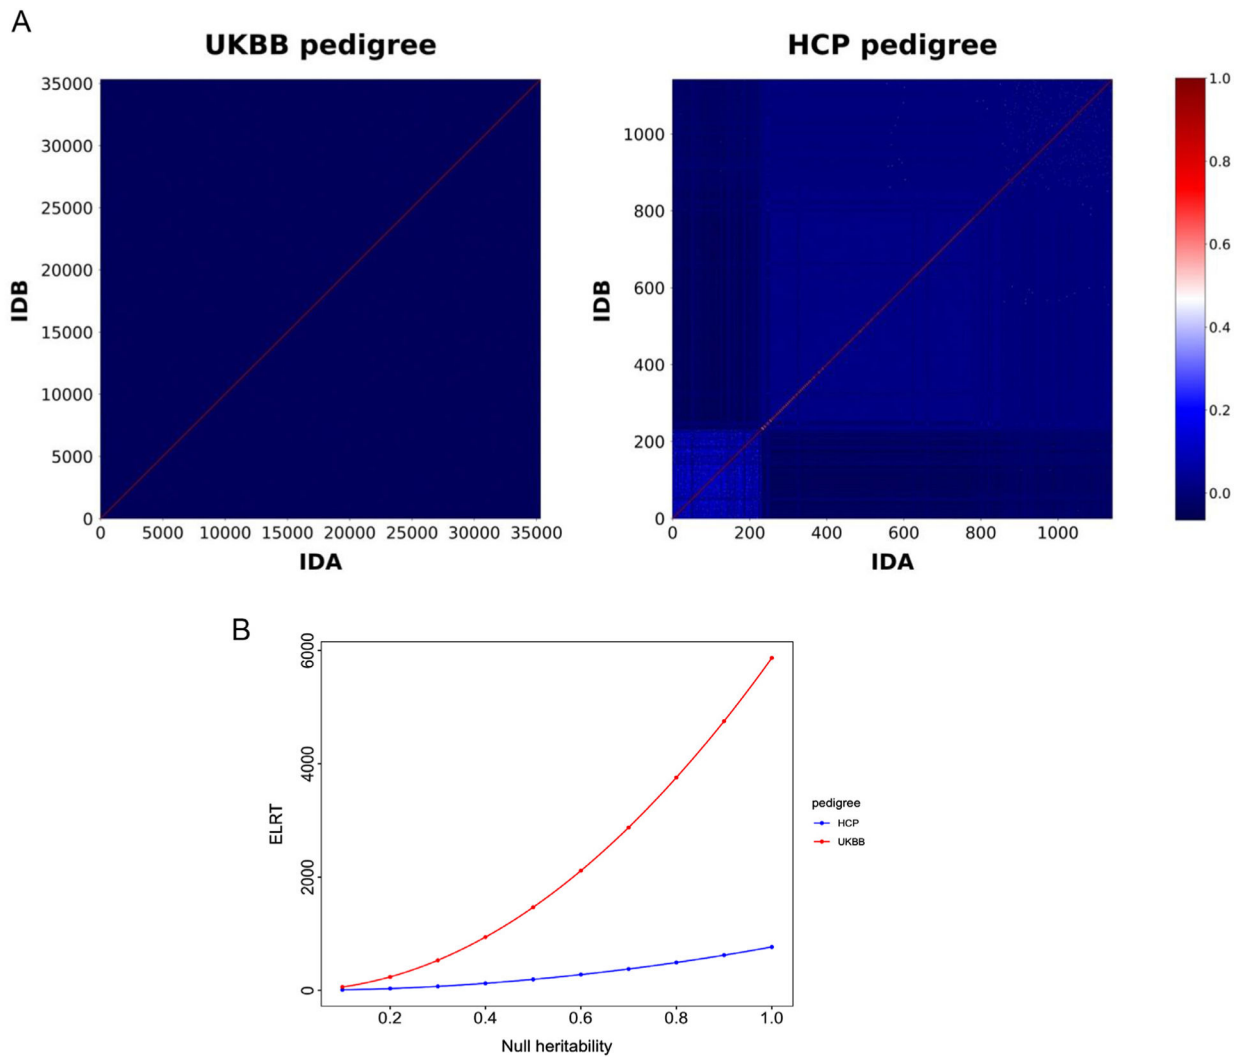 A
UKBB pedigree
HCP pedigree
35000
30000
25000
20000
15000
10000
5000
0
IDB
0 5000 10000 15000 20000 25000 30000 35000
IDA
1000
800
600
400
200
0
IDB
0 200 400 600 800 1000
IDA
1.0
0.8
0.6
0.4
0.2
0.0
B
6000
4000
2000
0
ELRT
0.2 0.4 0.6 0.8 1.0
Null heritability
pedigree
HCP
UKBB